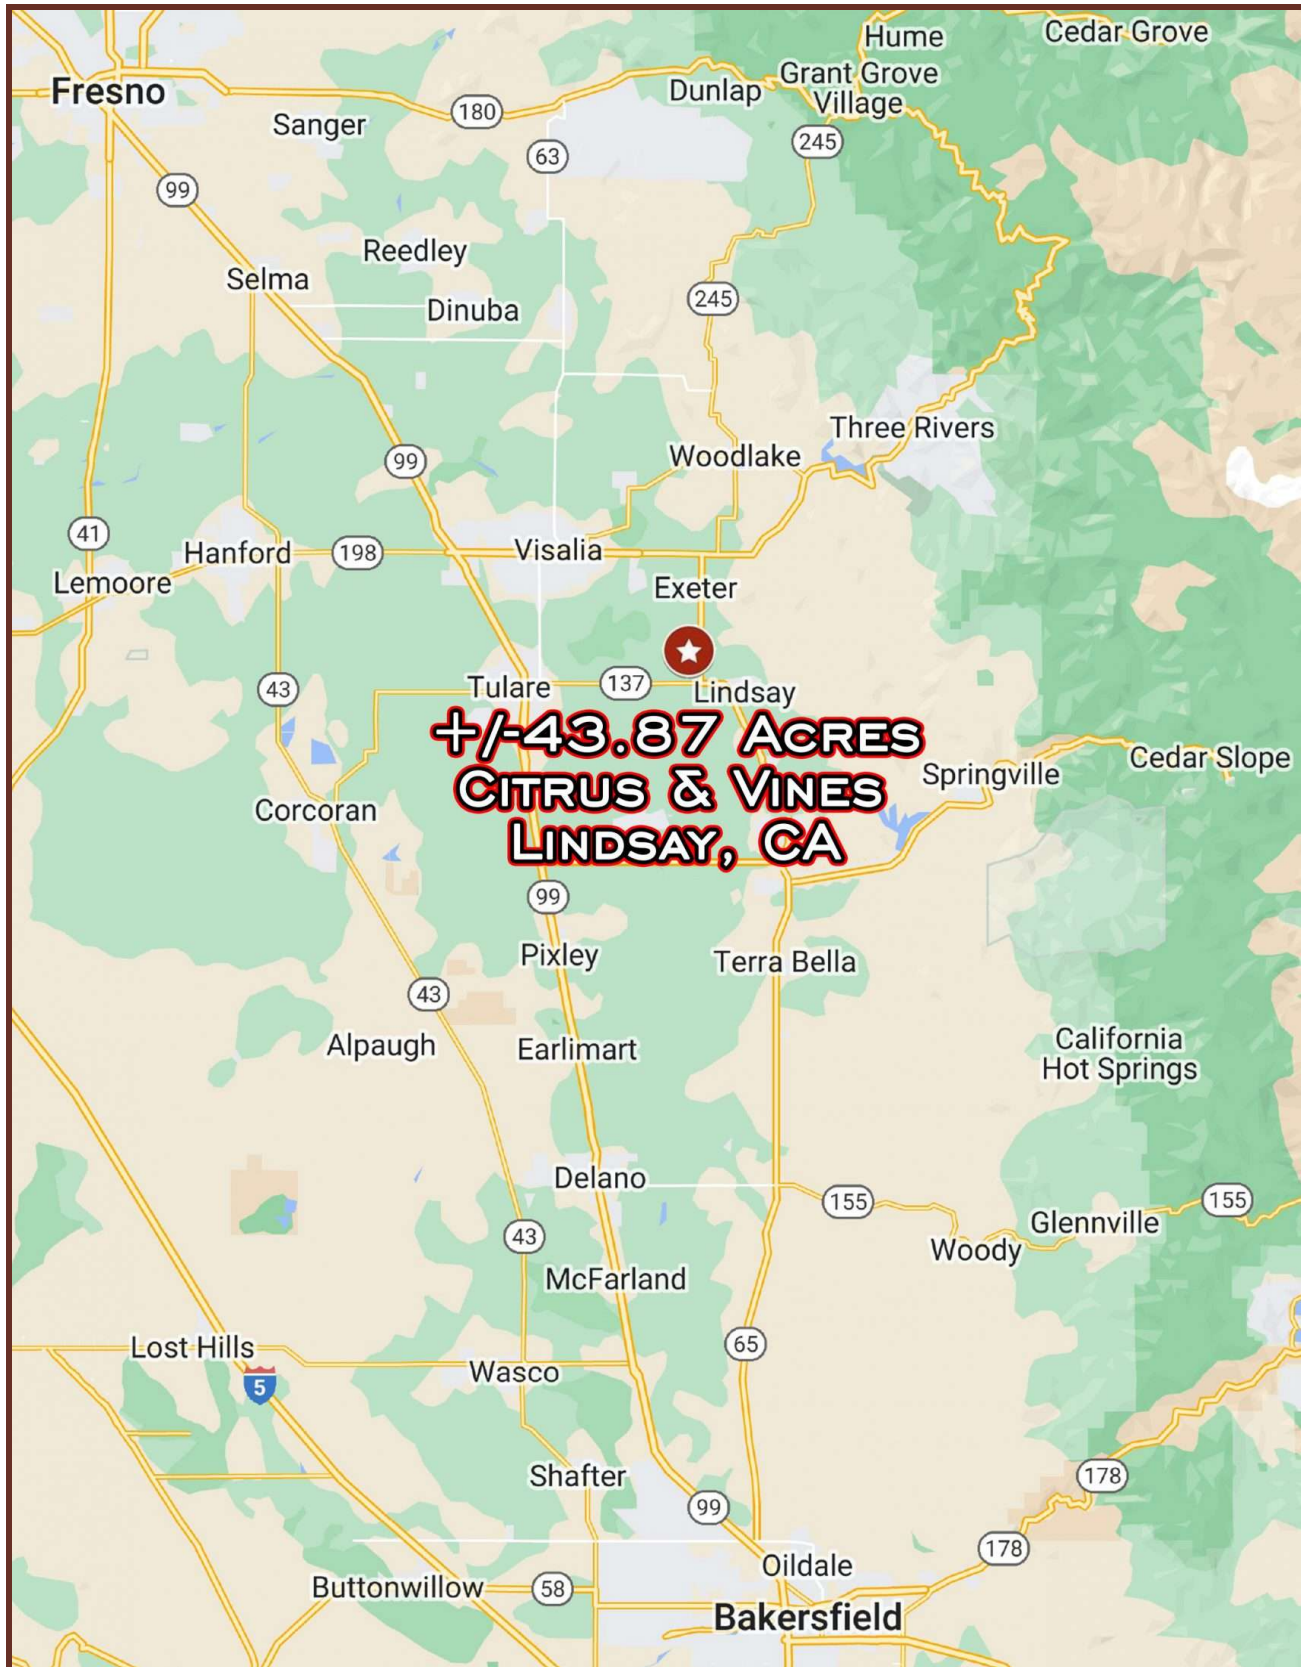 Hume
Cedar Grove
Fresno
Dunlap
Grant Grove
Village
Sanger
180
63
245
99
Reedley
Selma
Dinuba
245
Three Rivers
Woodlake
99
41
Hanford
198
Visalia
Lemoore
Exeter
43
Tulare
137
Lindsay
+/-43.87 Acres
Citrus & Vines
Lindsay, CA
Springville
Cedar Slope
Corcoran
99
Pixley
Terra Bella
43
Alpaugh
Earlimart
California
Hot Springs
Delano
155
155
Glennville
43
Woody
McFarland
Lost Hills
65
5
Wasco
Shafter
178
99
178
Oildale
Buttonwillow
58
Bakersfield